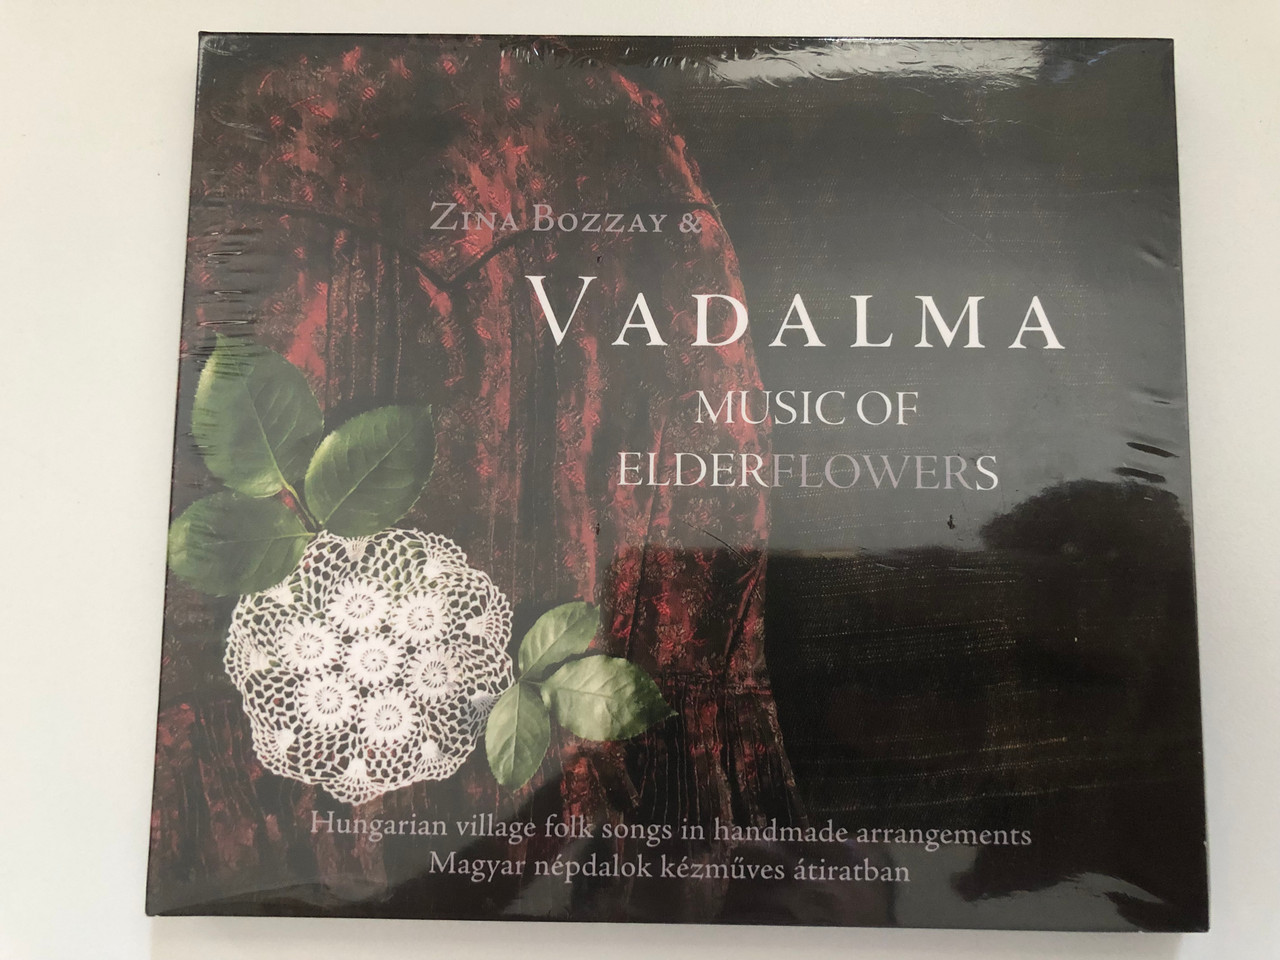 Zina Bozzay &
VADALMA
MUSIC OF
ELDERFLOWERS
Hungarian village folk songs in handmade arrangements
Magyar népdalok kézműves átiratban